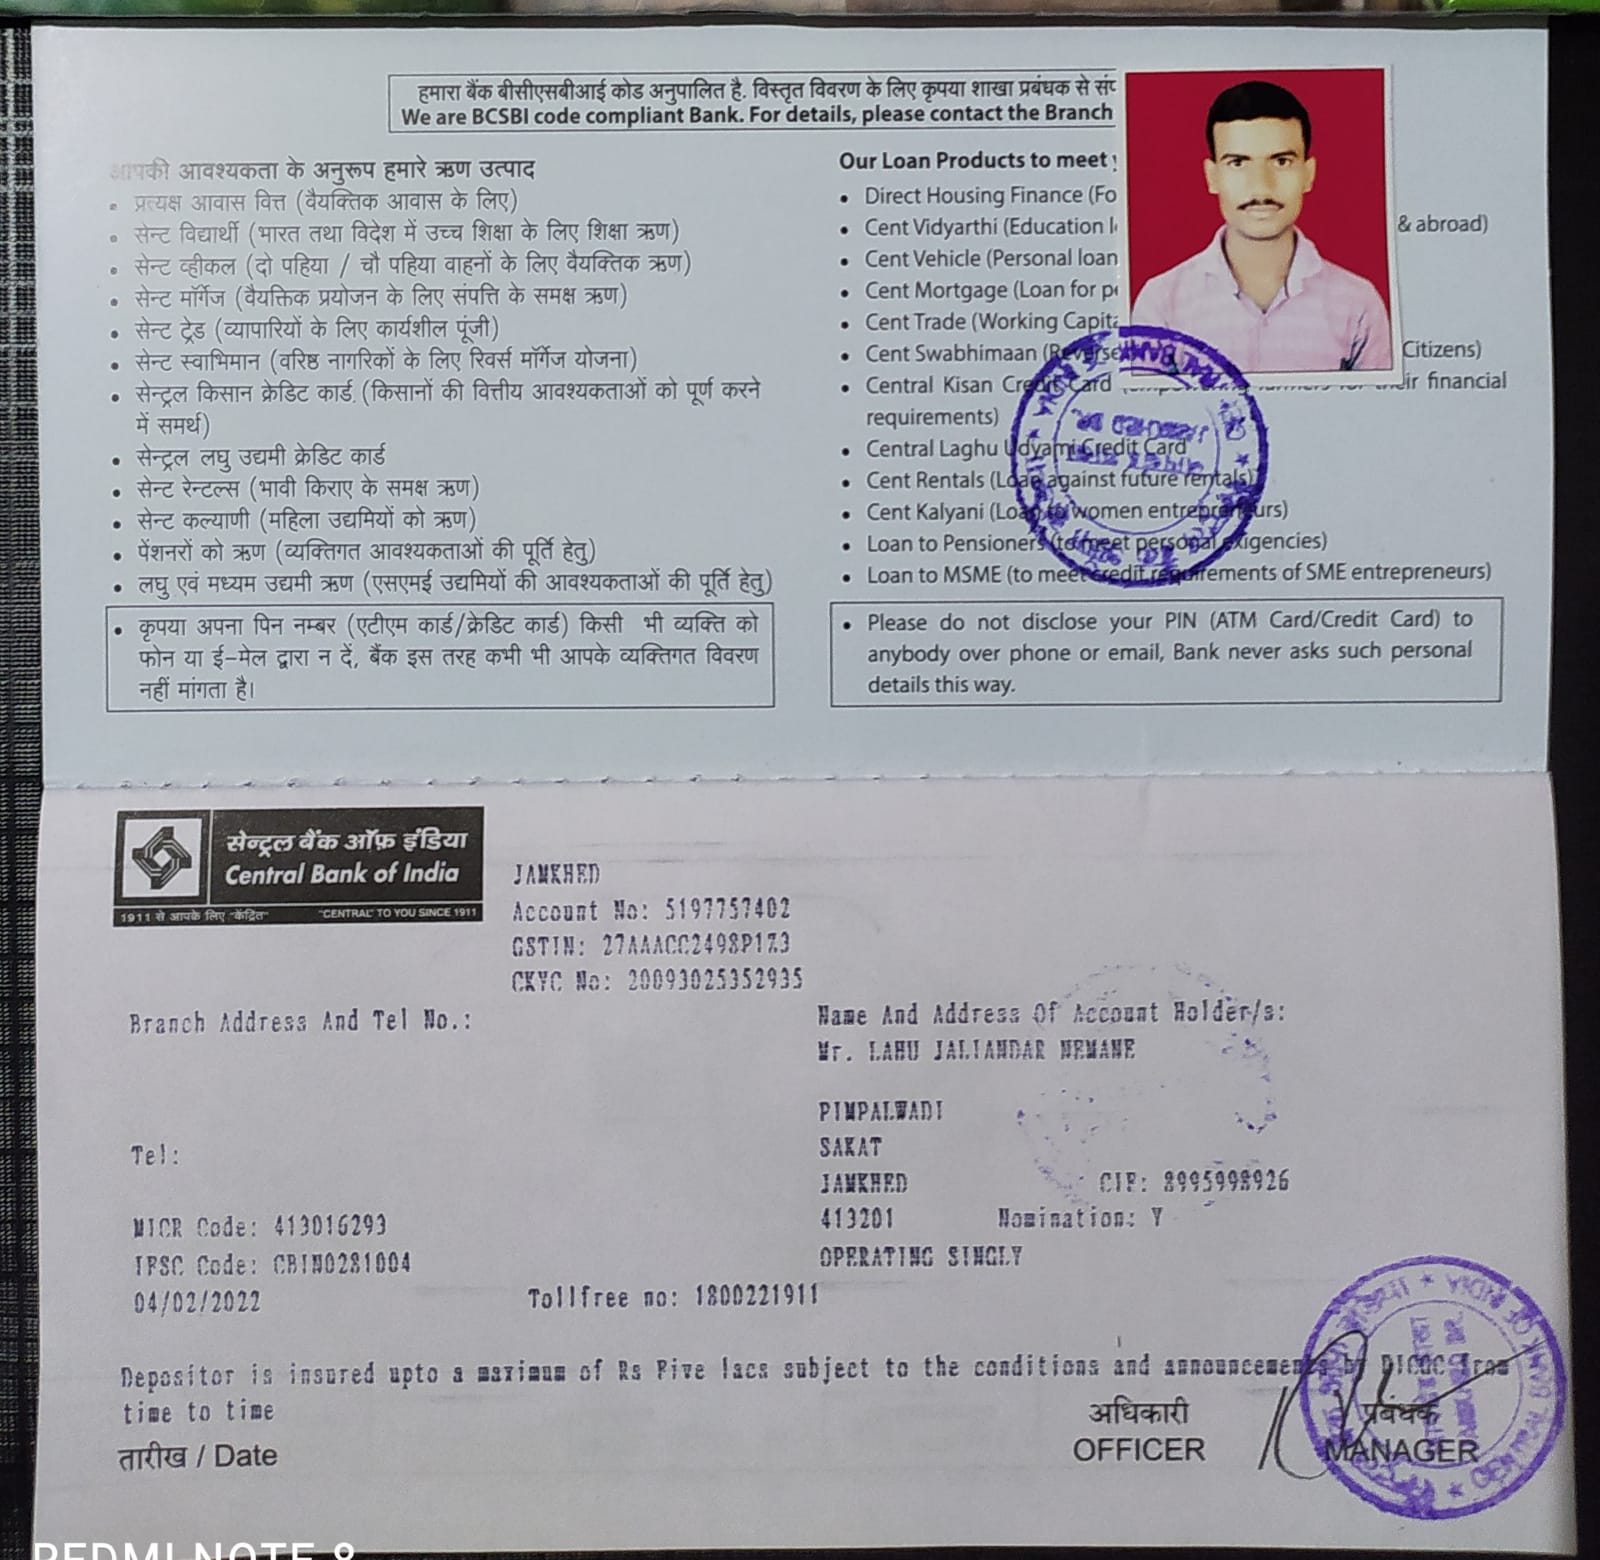 हमारा बैंक बीसीएसबीआई कोड अनुपालित है. विस्तृत विवरण के लिए कृपया शाखा प्रबंधक से
We are BCSBI code compliant Bank. For details, please contact the Branch
आपकी आवश्यकता के अनुरूप हमारे ऋण उत्पाद
• प्रत्यक्ष आवास वित्त (वैयक्तिक आवास के लिए)
• सेन्ट विद्यार्थी (भारत तथा विदेश में उच्च शिक्षा के लिए शिक्षा ऋण)
• सेन्ट व्हीकल (दो पहिया / चौ पहिया वाहनों के लिए वैयक्तिक ऋण)
• सेन्ट मॉर्गेज (वैयक्तिक प्रयोजन के लिए संपत्ति के समक्ष ऋण)
• सेन्ट ट्रेड (व्यापारियों के लिए कार्यशील पूंजी)
• सेन्ट स्वाभिमान (वरिष्ठ नागरिकों के लिए रिवर्स मॉर्गेज योजना)
• सेन्ट्रल किसान क्रेडिट कार्ड. (किसानों की वित्तीय आवश्यकताओं को पूर्ण करने
में समर्थ)
• सेन्ट्रल लघु उद्यमी क्रेडिट कार्ड
• सेन्ट रेन्टल्स (भावी किराए के समक्ष ऋण)
• सेन्ट कल्याणी (महिला उद्यमियों को ऋण)
• पेंशनरों को ऋण (व्यक्तिगत आवश्यकताओं की पूर्ति हेतु)
• लघु एवं मध्यम उद्यमी ऋण (एसएमई उद्यमियों की आवश्यकताओं की पूर्ति हेतु)
• कृपया अपना पिन नम्बर (एटीएम कार्ड/क्रेडिट कार्ड) किसी भी व्यक्ति को
फोन या ई-मेल द्वारा न दें, बैंक इस तरह कभी भी आपके व्यक्तिगत विवरण
नहीं मांगता है।
Our Loan Products to meet
• Direct Housing Finance (Fo
• Cent Vidyarthi (Education & abroad)
• Cent Vehicle (Personal loan
• Cent Mortgage (Loan for
• Cent Trade (Working Capita
• Cent Swabhimaan (Reverse Citizens)
• Central Kisan Credit Card financial
requirements)
• Central Laghu Udyami Credit Card
• Cent Rentals (Loan against future rentals)
• Cent Kalyani (Loan to women entrepreneurs)
• Loan to Pensioners (to meet personal exigencies)
• Loan to MSME (to meet credit requirements of SME entrepreneurs)
• Please do not disclose your PIN (ATM Card/Credit Card) to
anybody over phone or email, Bank never asks such personal
details this way.
सेन्ट्रल बैंक ऑफ़ इंडिया
Central Bank of India
1911 से आपके लिए "केंद्रित" "CENTRAL" TO YOU SINCE 1911
JAMKHED
Account No: 5197757402
GSTIN: 27AAACC2498P1Z3
CKYC No: 20093025352935
Branch Address And Tel No.:
Name And Address Of Account Holder/s:
Mr. LAHU JALIANDAR NEMANE
PIMPALWADI
Tel:
SAKAT
JAMKHED CIF: 8995998926
MICR Code: 413016293
413201 Nomination: Y
IFSC Code: CBIN0281004
OPERATING SINGLY
04/02/2022
Tollfree no: 1800221911
Depositor is insured upto a maximum of Rs Five lacs subject to the conditions and announcements by DICGC from
time to time
तारीख / Date
अधिकारी
OFFICER
प्रबंधक
MANAGER
REDMI NOTE 8